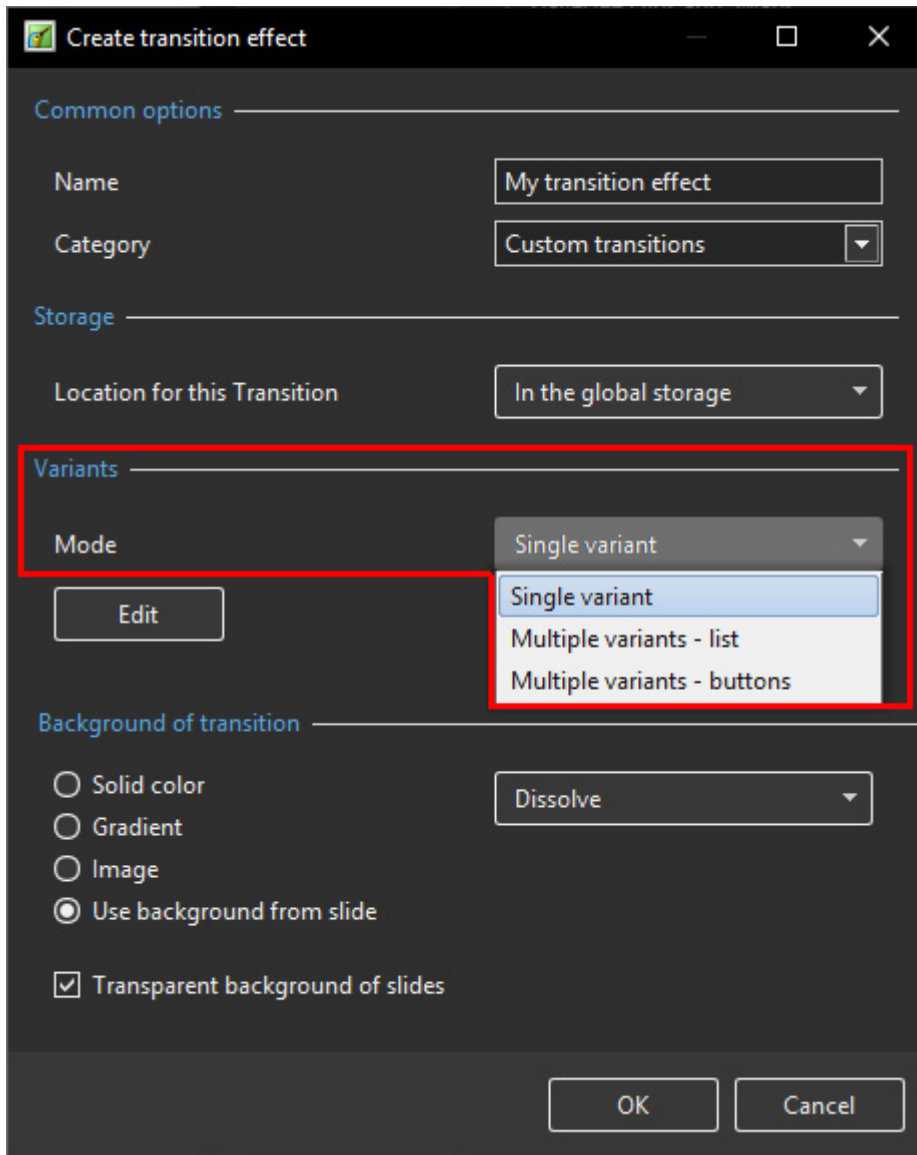 Create transition effect
Common options
Name
My transition effect
Category
Custom transitions
Storage
Location for this Transition
In the global storage
Variants
Mode
Single variant
Single variant
Edit
Multiple variants - list
Multiple variants - buttons
Background of transition
Solid color
Dissolve
Gradient
Image
Use background from slide
Transparent background of slides
OK
Cancel